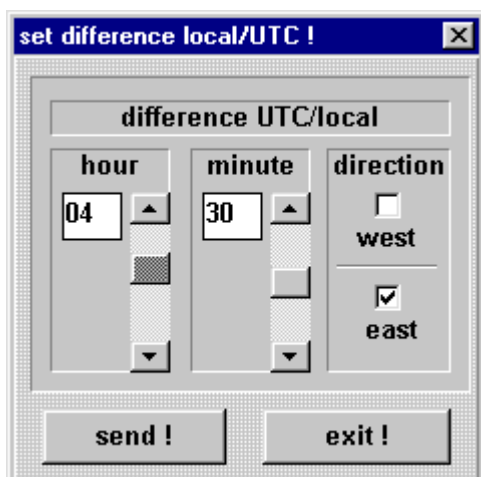 set difference local/UTC !
difference UTC/local
hour minute direction
04 30
west
east
send ! exit !